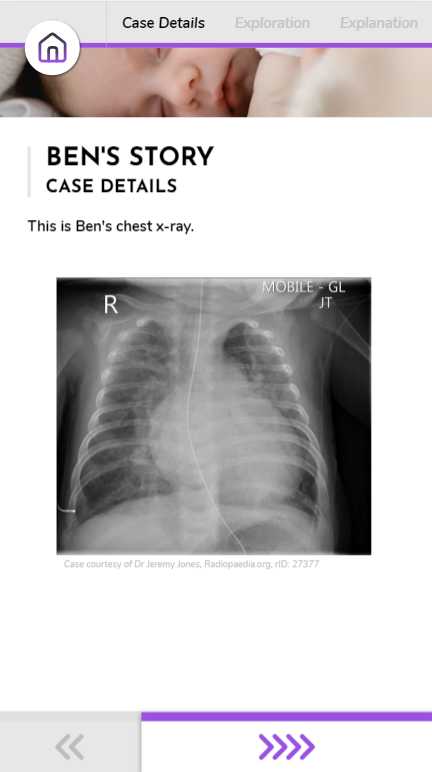 Case Details
Exploration
Explanation
BEN'S STORY
CASE DETAILS
This is Ben's chest x-ray.
MOBILE - GL
R
JT
Case courtesy of Dr Jeremy Jones, Radiopaedia.org, rID: 27377